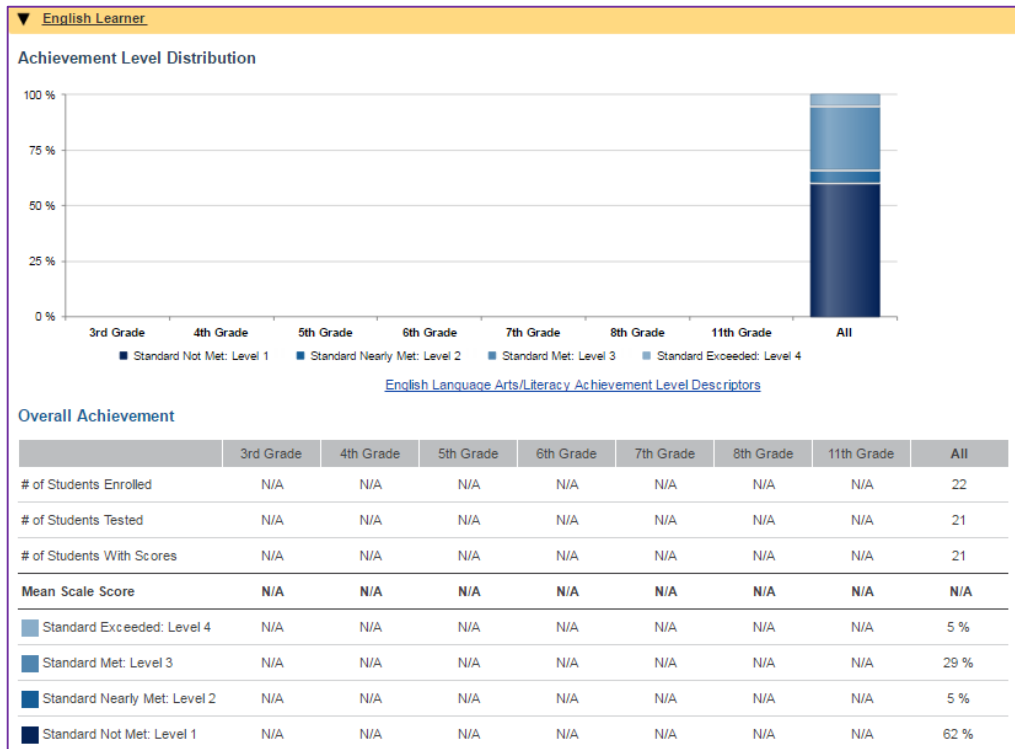 ▼ English Learner
Achievement Level Distribution
100 %
75 %
50 %
25 %
0 %
3rd Grade 4th Grade 5th Grade 6th Grade 7th Grade 8th Grade 11th Grade All
Standard Not Met: Level 1 Standard Nearly Met: Level 2 Standard Met: Level 3 Standard Exceeded: Level 4
English Language Arts/Literacy Achievement Level Descriptors
Overall Achievement
3rd Grade 4th Grade 5th Grade 6th Grade 7th Grade 8th Grade 11th Grade All
# of Students Enrolled N/A N/A N/A N/A N/A N/A N/A 22
# of Students Tested N/A N/A N/A N/A N/A N/A N/A 21
# of Students With Scores N/A N/A N/A N/A N/A N/A N/A 21
Mean Scale Score N/A N/A N/A N/A N/A N/A N/A N/A
Standard Exceeded: Level 4 N/A N/A N/A N/A N/A N/A N/A 5 %
Standard Met: Level 3 N/A N/A N/A N/A N/A N/A N/A 29 %
Standard Nearly Met: Level 2 N/A N/A N/A N/A N/A N/A N/A 5 %
Standard Not Met: Level 1 N/A N/A N/A N/A N/A N/A N/A 62 %